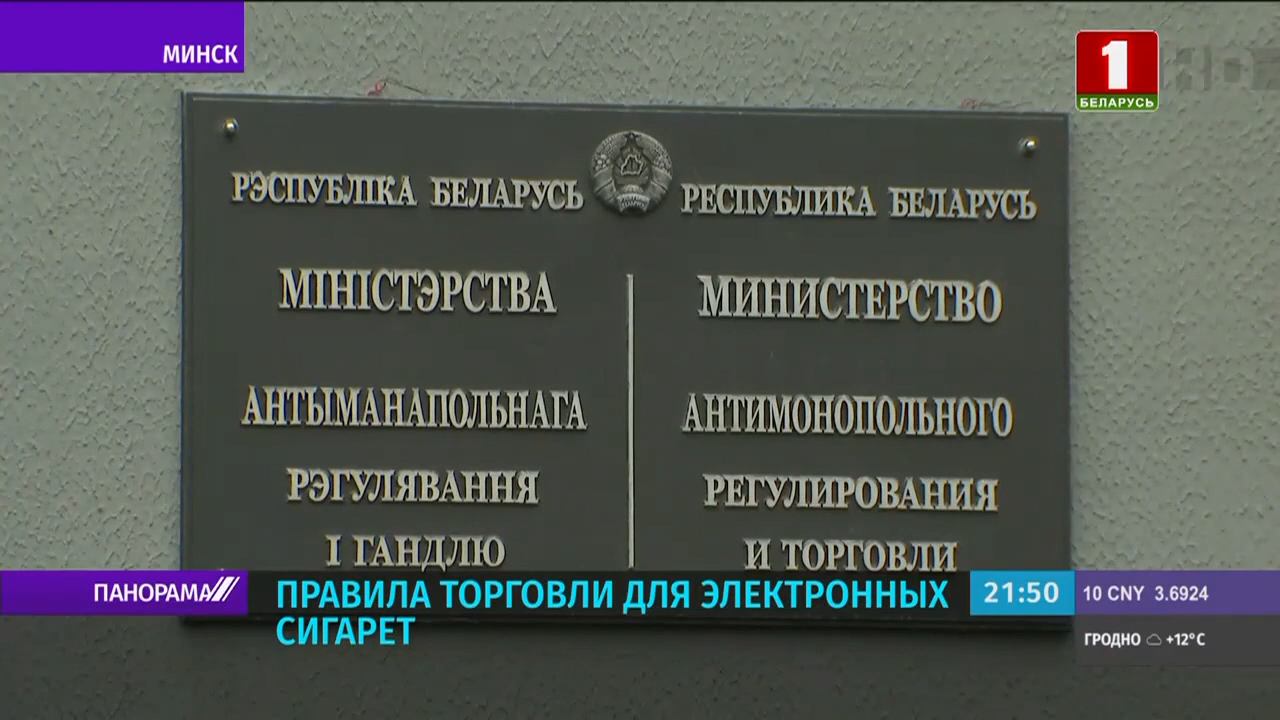 МИНСК
1
БЕЛАРУСЬ
РЭСПУБЛІКА БЕЛАРУСЬ
МІНІСТЭРСТВА
АНТЫМАНАПОЛЬНАГА
РЭГУЛЯВАННЯ
І ГАНДЛЮ
РЕСПУБЛИКА БЕЛАРУСЬ
МИНИСТЕРСТВО
АНТИМОНОПОЛЬНОГО
РЕГУЛИРОВАНИЯ
И ТОРГОВЛИ
ПАНОРАМА
ПРАВИЛА ТОРГОВЛИ ДЛЯ ЭЛЕКТРОННЫХ
СИГАРЕТ
21:50
10 CNY 3.6924
ГРОДНО +12°C